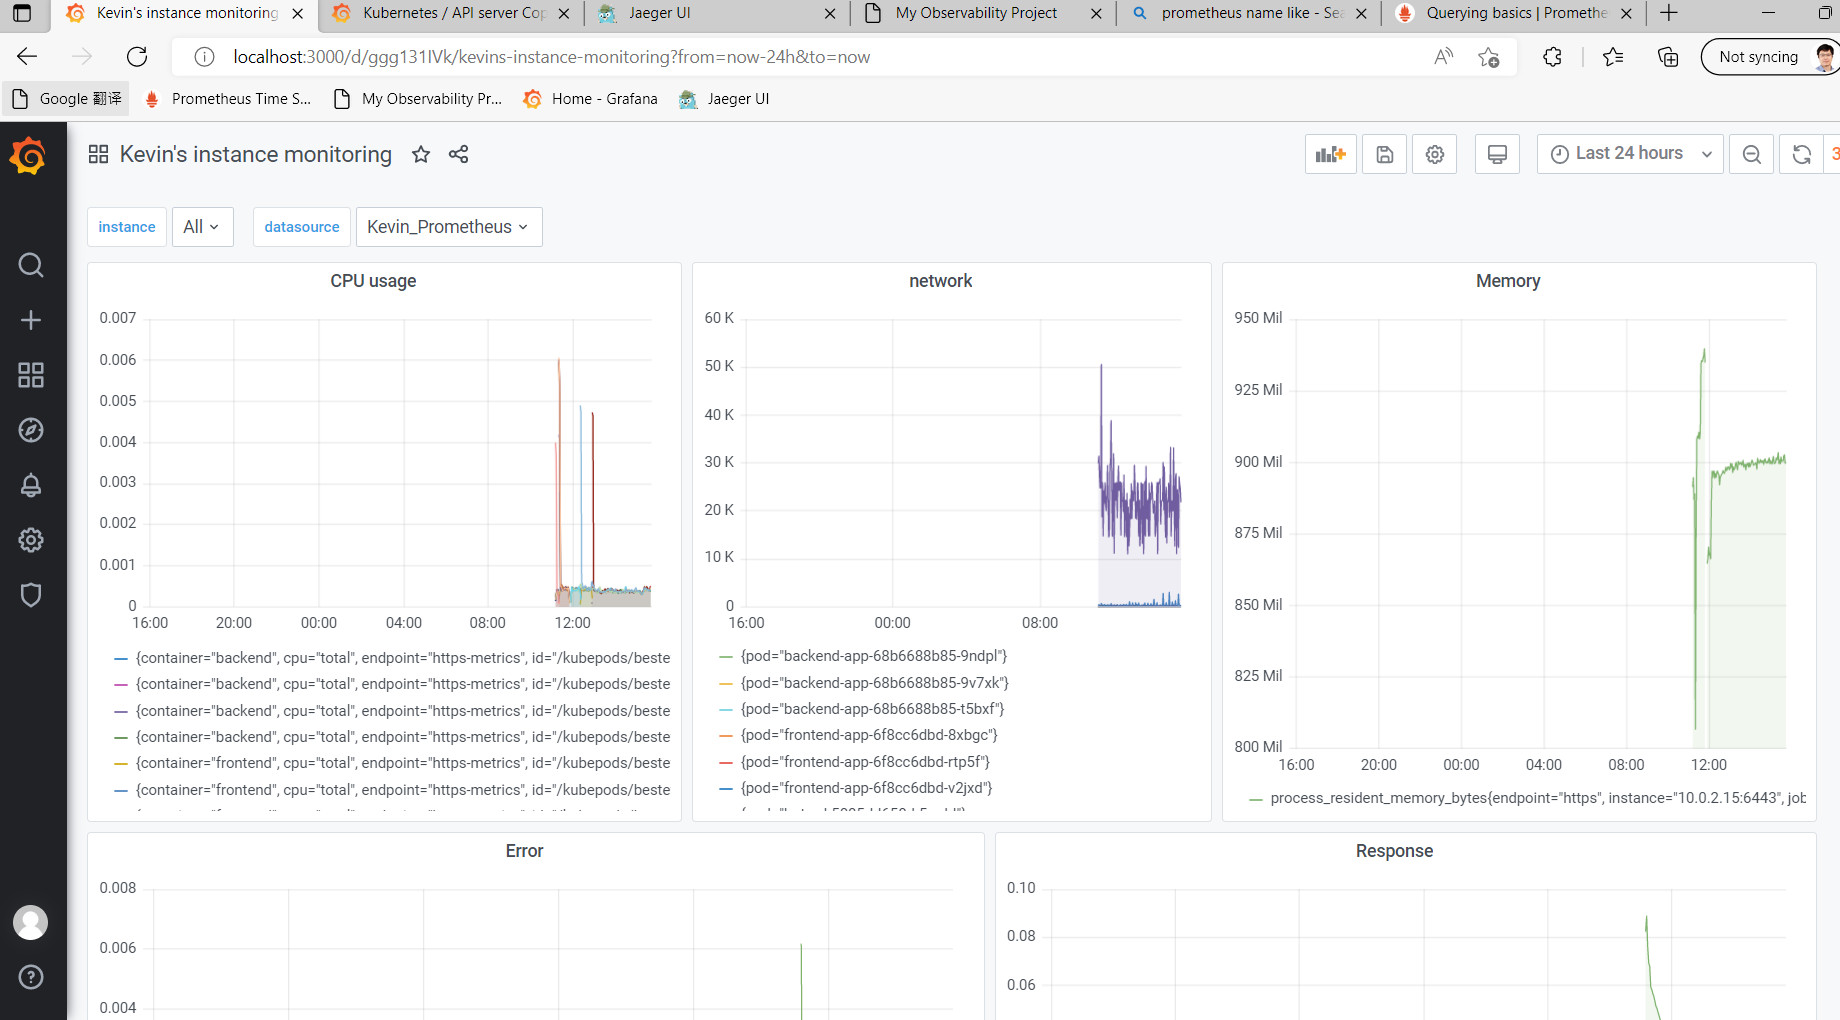 Kevin's instance monitoring
Kubernetes / API server Cop
Jaeger UI
My Observability Project
prometheus name like - Sea
Querying basics | Promethe
localhost:3000/d/ggg131IVk/kevins-instance-monitoring?from=now-24h&to=now
Not syncing
Google 翻译
Prometheus Time S...
My Observability Pr...
Home - Grafana
Jaeger UI
Kevin's instance monitoring
Last 24 hours
3
instance
All
datasource
Kevin_Prometheus
CPU usage
0.007
0.006
0.005
0.004
0.003
0.002
0.001
0
16:00 20:00 00:00 04:00 08:00 12:00
{container="backend", cpu="total", endpoint="https-metrics", id="/kubepods/beste
{container="backend", cpu="total", endpoint="https-metrics", id="/kubepods/beste
{container="backend", cpu="total", endpoint="https-metrics", id="/kubepods/beste
{container="backend", cpu="total", endpoint="https-metrics", id="/kubepods/beste
{container="frontend", cpu="total", endpoint="https-metrics", id="/kubepods/beste
{container="frontend", cpu="total", endpoint="https-metrics", id="/kubepods/beste
network
60 K
50 K
40 K
30 K
20 K
10 K
0
16:00 00:00 08:00
{pod="backend-app-68b6688b85-9ndpl"}
{pod="backend-app-68b6688b85-9v7xk"}
{pod="backend-app-68b6688b85-t5bxf"}
{pod="frontend-app-6f8cc6dbd-8xbgc"}
{pod="frontend-app-6f8cc6dbd-rtp5f"}
{pod="frontend-app-6f8cc6dbd-v2jxd"}
Memory
950 Mil
925 Mil
900 Mil
875 Mil
850 Mil
825 Mil
800 Mil
16:00 20:00 00:00 04:00 08:00 12:00
process_resident_memory_bytes{endpoint="https", instance="10.0.2.15:6443", job
Error
0.008
0.006
0.004
Response
0.10
0.08
0.06